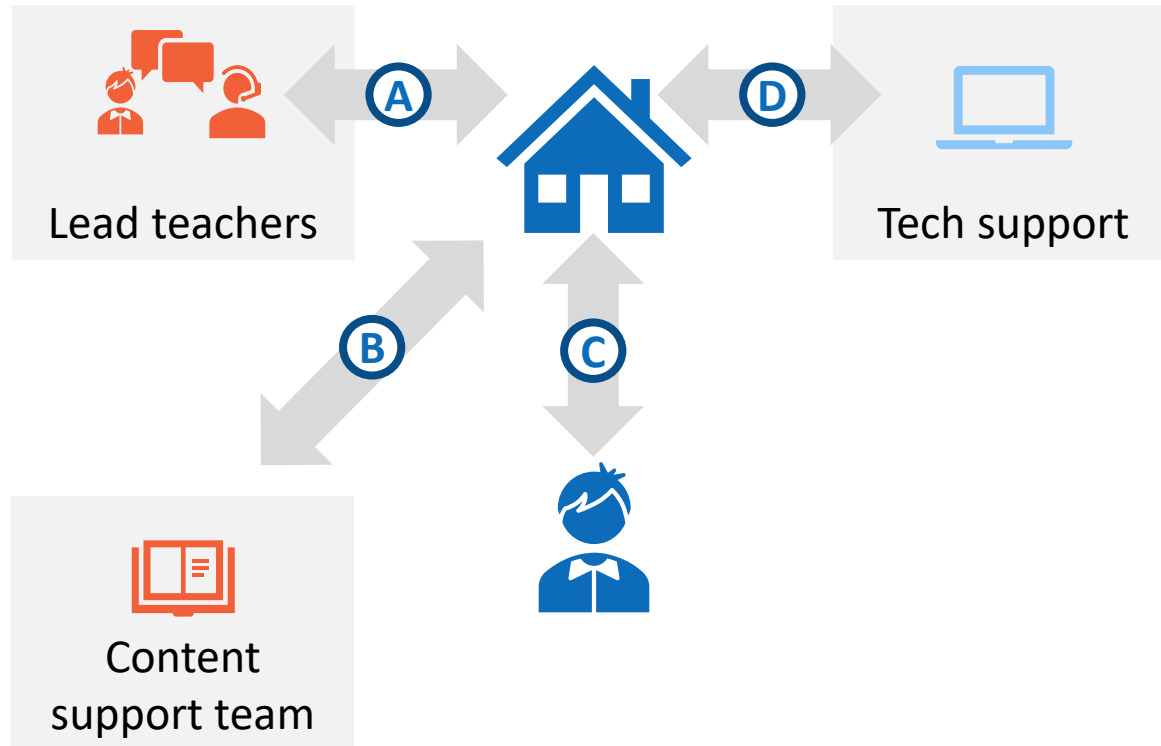 A
D
Lead teachers
Tech support
B
C
Content
support team